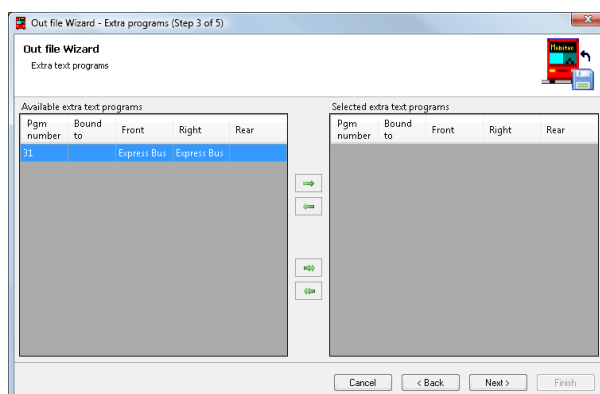 Out file Wizard - Extra programs (Step 3 of 5)
Out file Wizard
Extra text programs
Mobitec
Available extra text programs
Pgm number Bound to Front Right Rear
31 Express Bus Express Bus
Selected extra text programs
Pgm number Bound to Front Right Rear
Cancel < Back Next > Finish